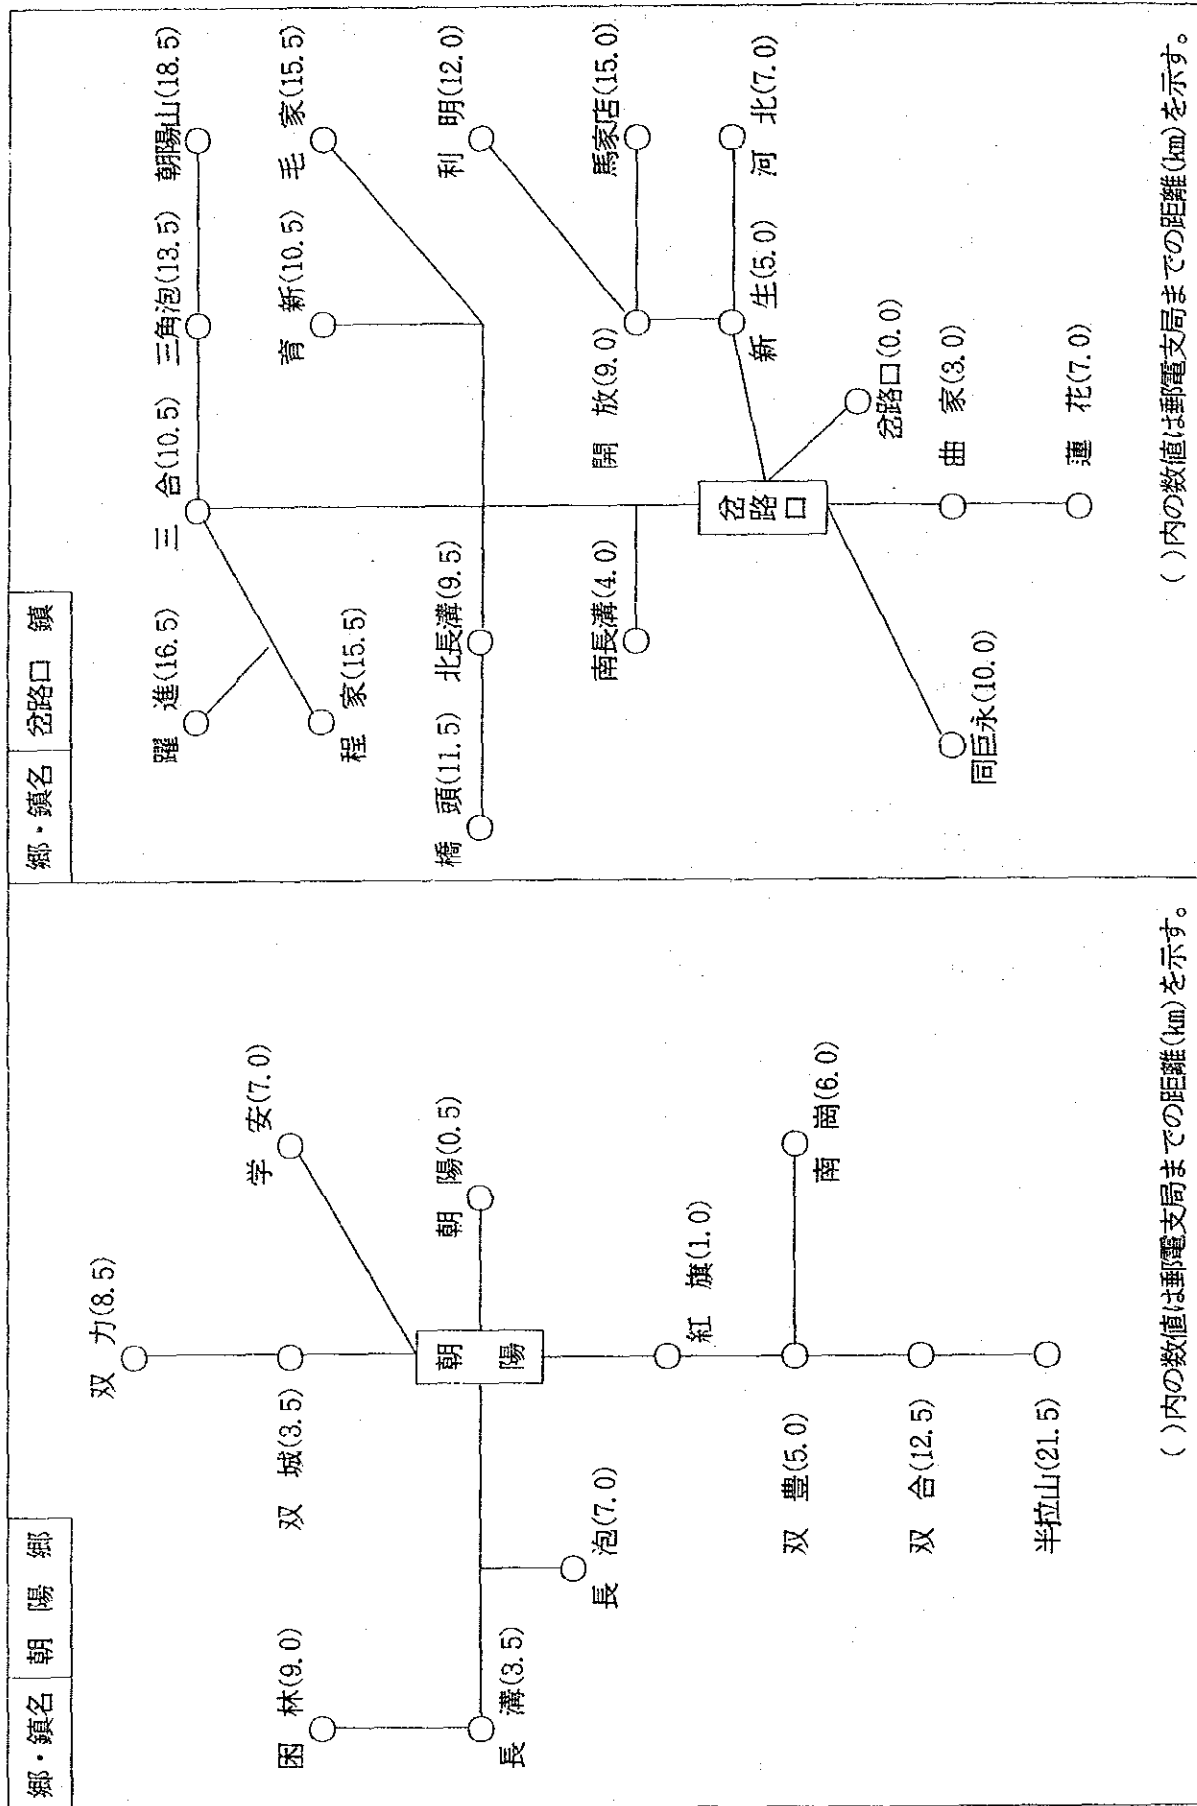 郷・鎮名 朝陽郷
双力(8.5)
学安(7.0)
困林(9.0)
双城(3.5)
朝陽
朝陽(0.5)
長溝(3.5)
長泡(7.0)
紅旗(1.0)
双豊(5.0)
南崗(6.0)
双合(12.5)
半拉山(21.5)
( )内の数値は郵電支局までの距離(km)を示す。
郷・鎮名 岔路口鎮
躍進(16.5)
三合(10.5)
三角泡(13.5)
朝陽山(18.5)
程家(15.5)
育新(10.5)
毛家(15.5)
橋頭(11.5)
北長溝(9.5)
利明(12.0)
南長溝(4.0)
開放(9.0)
馬家店(15.0)
岔路口
新生(5.0)
河北(7.0)
岔路口(0.0)
同巨永(10.0)
曲家(3.0)
蓮花(7.0)
( )内の数値は郵電支局までの距離(km)を示す。